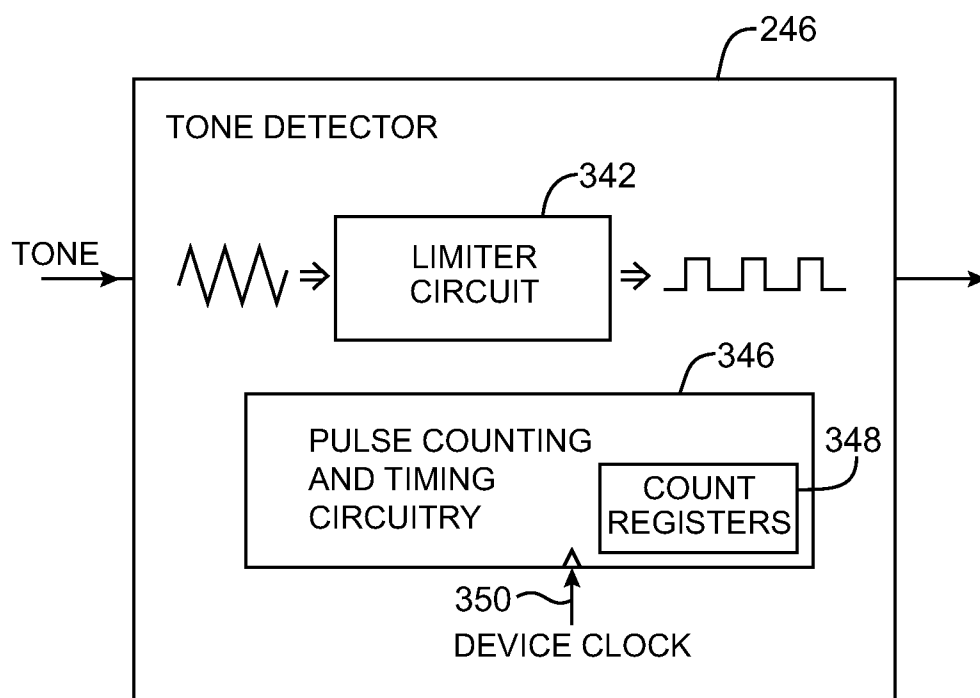 246
TONE DETECTOR
342
TONE
LIMITER
CIRCUIT
346
PULSE COUNTING
AND TIMING
CIRCUITRY
348
COUNT
REGISTERS
350
DEVICE CLOCK